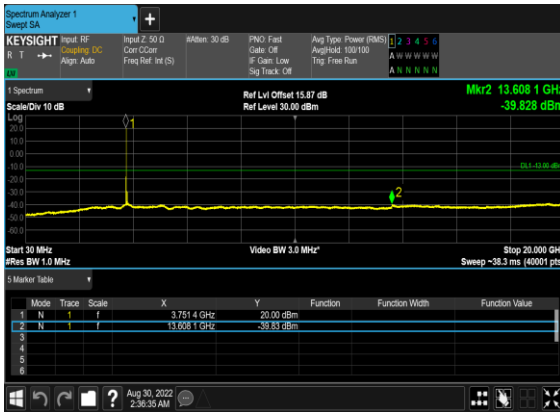 Spectrum Analyzer 1
Swept SA
KEYSIGHT
R T
Input: RF
Coupling: DC
Align: Auto
Input Z: 50 Ω
Corr CCorr
Freq Ref: Int (S)
#Atten: 30 dB
PNO: Fast
Gate: Off
IF Gain: Low
Sig Track: Off
Avg Type: Power (RMS)
Avg|Hold: 100/100
Trig: Free Run
1 2 3 4 5 6
A W W W W W
A N N N N N
1 Spectrum
Scale/Div 10 dB
Ref Lvl Offset 15.87 dB
Ref Level 30.00 dBm
Mkr2 13.608 1 GHz
-39.828 dBm
Log
20.0
10.0
0.00
-10.0
-20.0
-30.0
-40.0
-50.0
-60.0
1
2
DL1 -13.00 dBm
Start 30 MHz
#Res BW 1.0 MHz
Video BW 3.0 MHz*
Stop 20.000 GHz
Sweep ~38.3 ms (40001 pts)
5 Marker Table
Mode Trace Scale X Y Function Function Width Function Value
1 N 1 f 3.751 4 GHz 20.00 dBm
2 N 1 f 13.608 1 GHz -39.83 dBm
3
4
5
6
Aug 30, 2022
2:36:35 AM